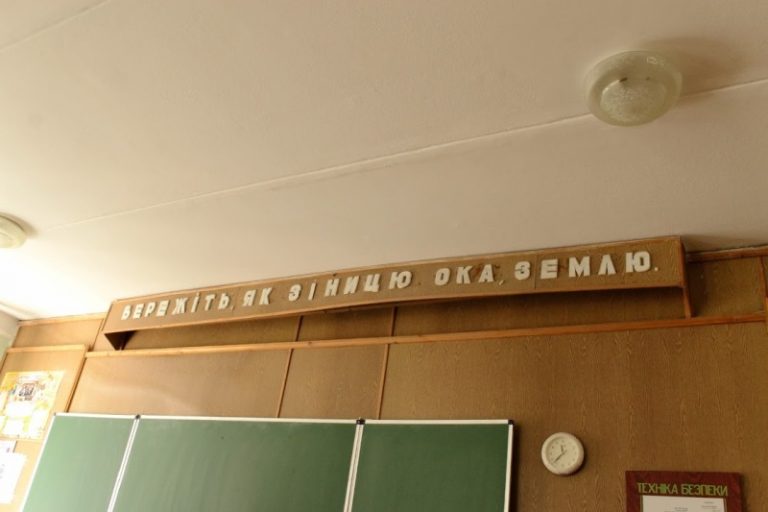 БЕРЕЖІТЬ, ЯК ЗІНИЦЮ ОКА, ЗЕМЛЮ.
ТЕХНІКА БЕЗПЕКИ